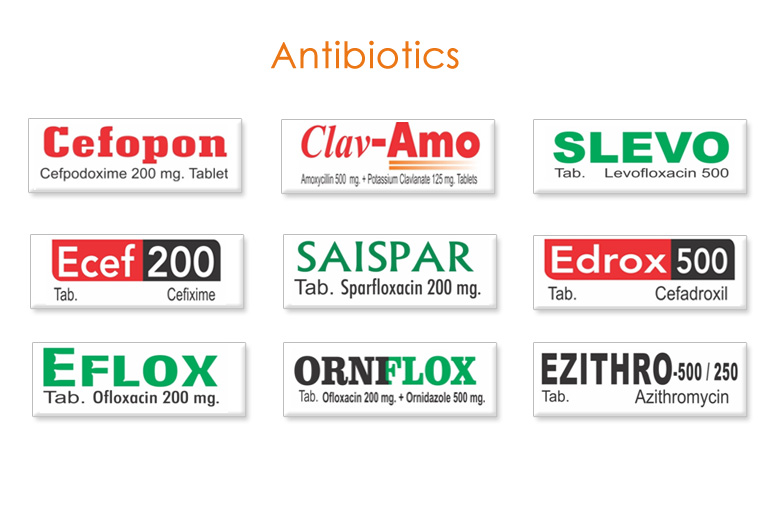 Antibiotics
Cefopon
Cefpodoxime 200 mg. Tablet
Clav-Amo
Amoxycillin 500 mg. + Potassium Clavlanate 125 mg. Tablets
SLEVO
Tab. Levofloxacin 500
Ecef 200
Tab. Cefixime
SAISPAR
Tab. Sparfloxacin 200 mg.
Edrox 500
Tab. Cefadroxil
EFLOX
Tab. Ofloxacin 200 mg.
ORNIFLOX
Tab. Ofloxacin 200 mg. + Ornidazole 500 mg.
EZITHRO-500 / 250
Tab. Azithromycin